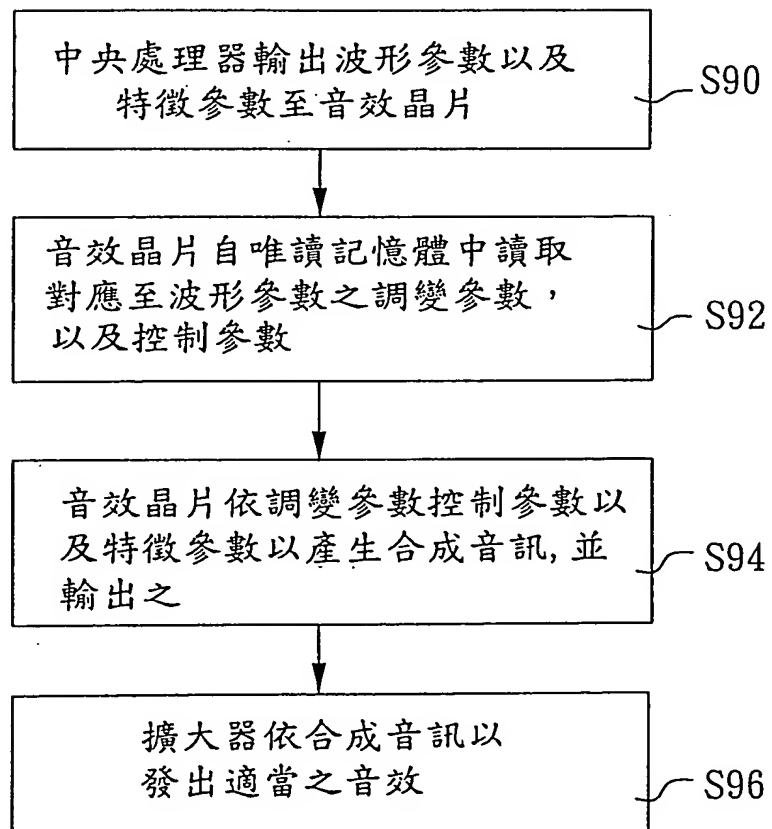 中央處理器輸出波形參數以及
特徵參數至音效晶片
S90
音效晶片自唯讀記憶體中讀取
對應至波形參數之調變參數，
以及控制參數
S92
音效晶片依調變參數控制參數以
及特徵參數以產生合成音訊,並
輸出之
S94
擴大器依合成音訊以
發出適當之音效
S96